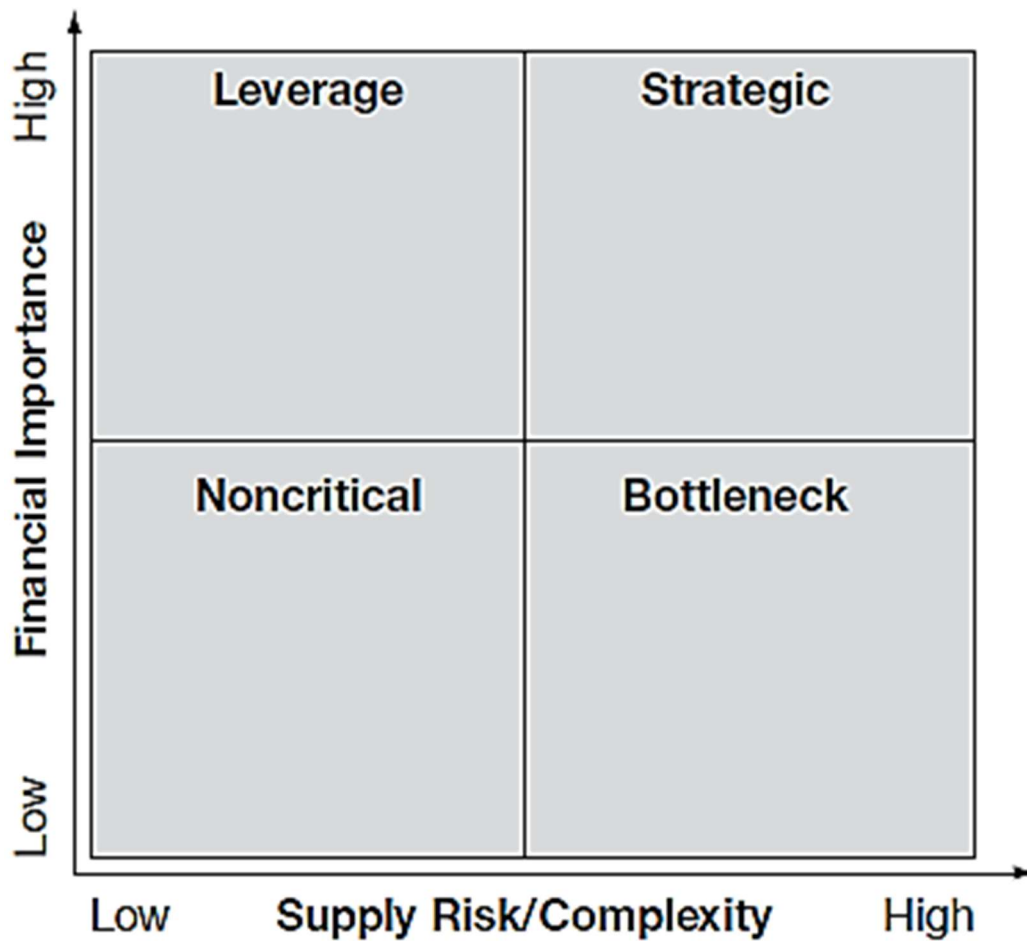 High
Financial Importance
Low
Leverage
Strategic
Noncritical
Bottleneck
Low
Supply Risk/Complexity
High